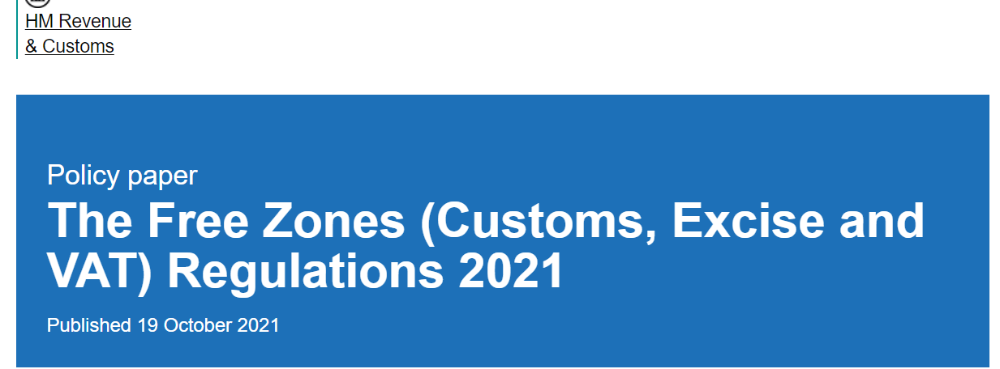 HM Revenue
& Customs
Policy paper
The Free Zones (Customs, Excise and
VAT) Regulations 2021
Published 19 October 2021